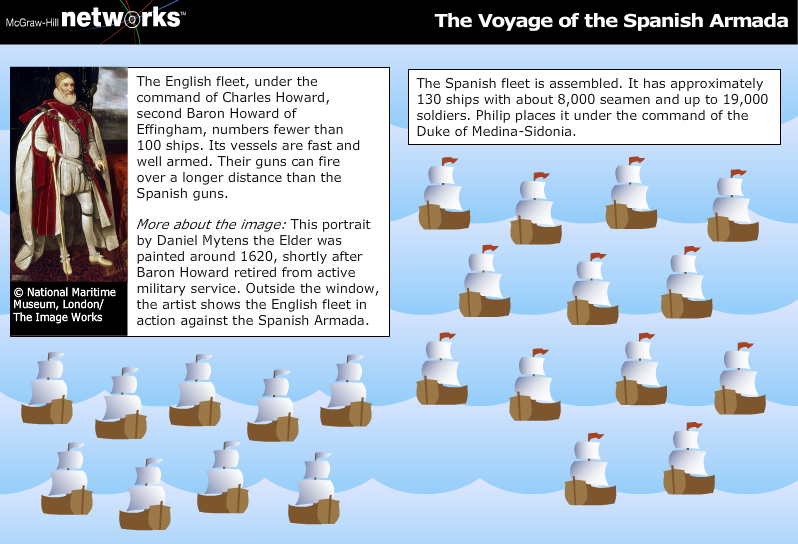 McGraw-Hill networks™
The Voyage of the Spanish Armada
The English fleet, under the
command of Charles Howard,
second Baron Howard of
Effingham, numbers fewer than
100 ships. Its vessels are fast and
well armed. Their guns can fire
over a longer distance than the
Spanish guns.
More about the image: This portrait
by Daniel Mytens the Elder was
painted around 1620, shortly after
Baron Howard retired from active
military service. Outside the window,
the artist shows the English fleet in
action against the Spanish Armada.
© National Maritime
Museum, London/
The Image Works
The Spanish fleet is assembled. It has approximately
130 ships with about 8,000 seamen and up to 19,000
soldiers. Philip places it under the command of the
Duke of Medina-Sidonia.